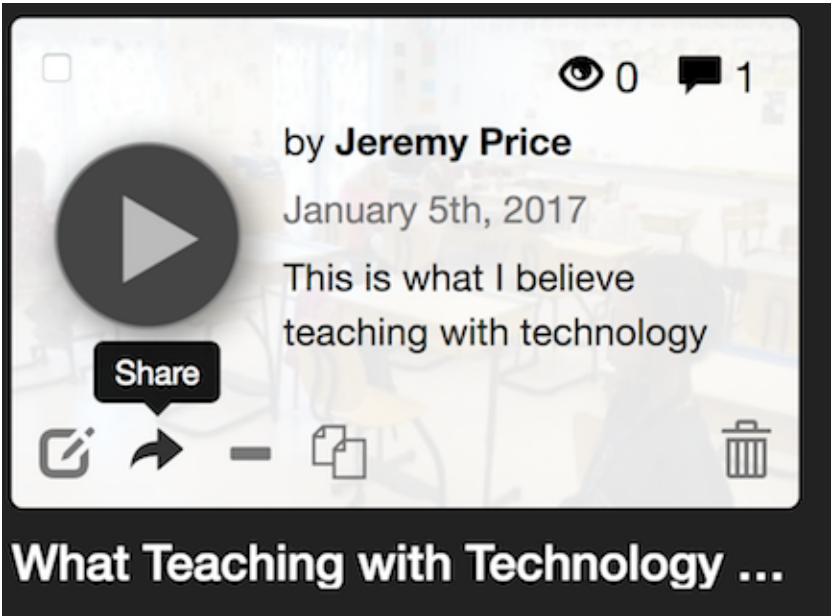 0 1
by Jeremy Price
January 5th, 2017
This is what I believe
teaching with technology
Share
What Teaching with Technology ...